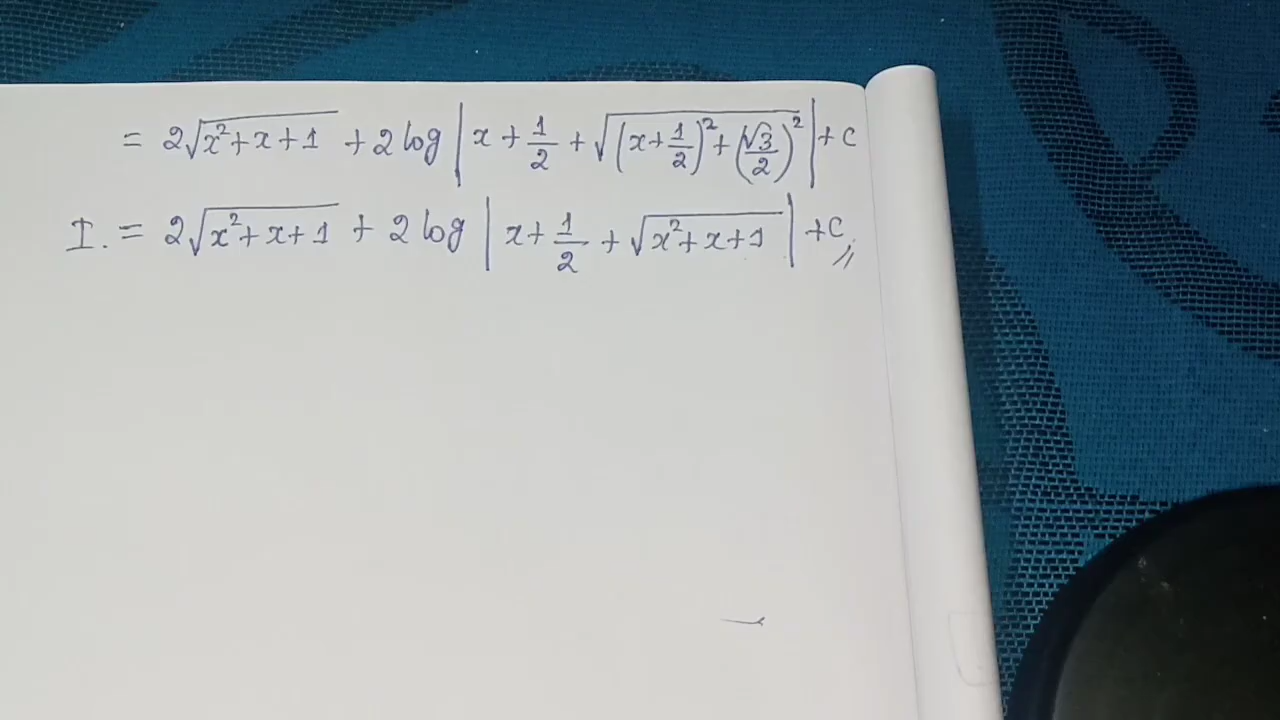 = 2√(x²+x+1) + 2 log |x + 1/2 + √((x+1/2)² + (√3/2)²)| + C
I. = 2√(x²+x+1) + 2 log |x + 1/2 + √(x²+x+1)| + C //